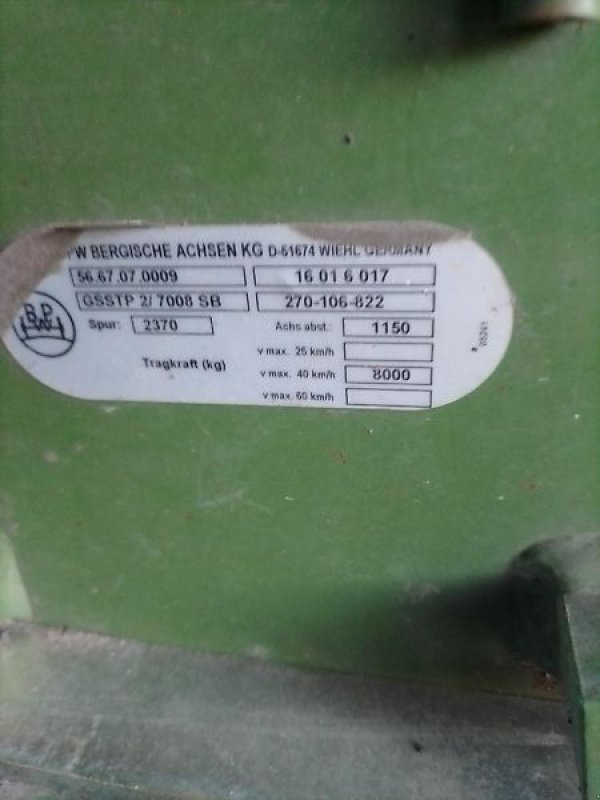 PW BERGISCHE ACHSEN KG D-51674 WIEHL GERMANY
56.67.07.0009 16 01 6 017
GSSTP 2/ 7008 SB 270-106-822
BPW
Spur: 2370 Achs abst.: 1150
v max. 25 km/h
Tragkraft (kg) v max. 40 km/h 8000
v max. 60 km/h